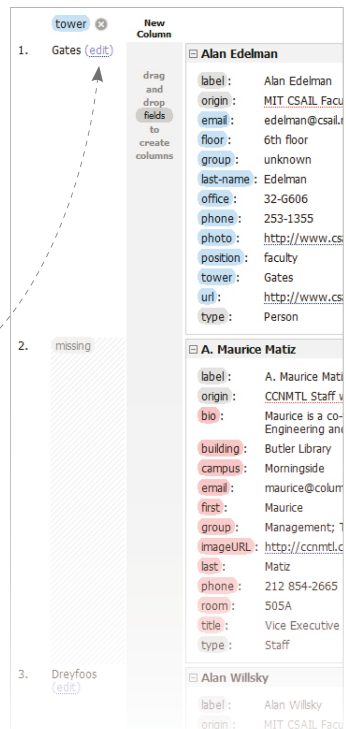 tower
New
Column
1. Gates (edit)
drag
and
drop
fields
to
create
columns
Alan Edelman
label : Alan Edelman
origin : MIT CSAIL Facu
email : edelman@csail.
floor : 6th floor
group : unknown
last-name : Edelman
office : 32-G606
phone : 253-1355
photo : http://www.csa
position : faculty
tower : Gates
url : http://www.csa
type : Person
2. missing
A. Maurice Matiz
label : A. Maurice Mati
origin : CCNMTL Staff
bio : Maurice is a co-
Engineering and
building : Butler Library
campus : Morningside
email : maurice@colum
first : Maurice
group : Management; T
imageURL : http://ccnmtl.c
last : Matiz
phone : 212 854-2665
room : 505A
title : Vice Executive
type : Staff
3. Dreyfoos
(edit)
Alan Willsky
label : Alan Willsky
origin : MIT CSAIL Facu